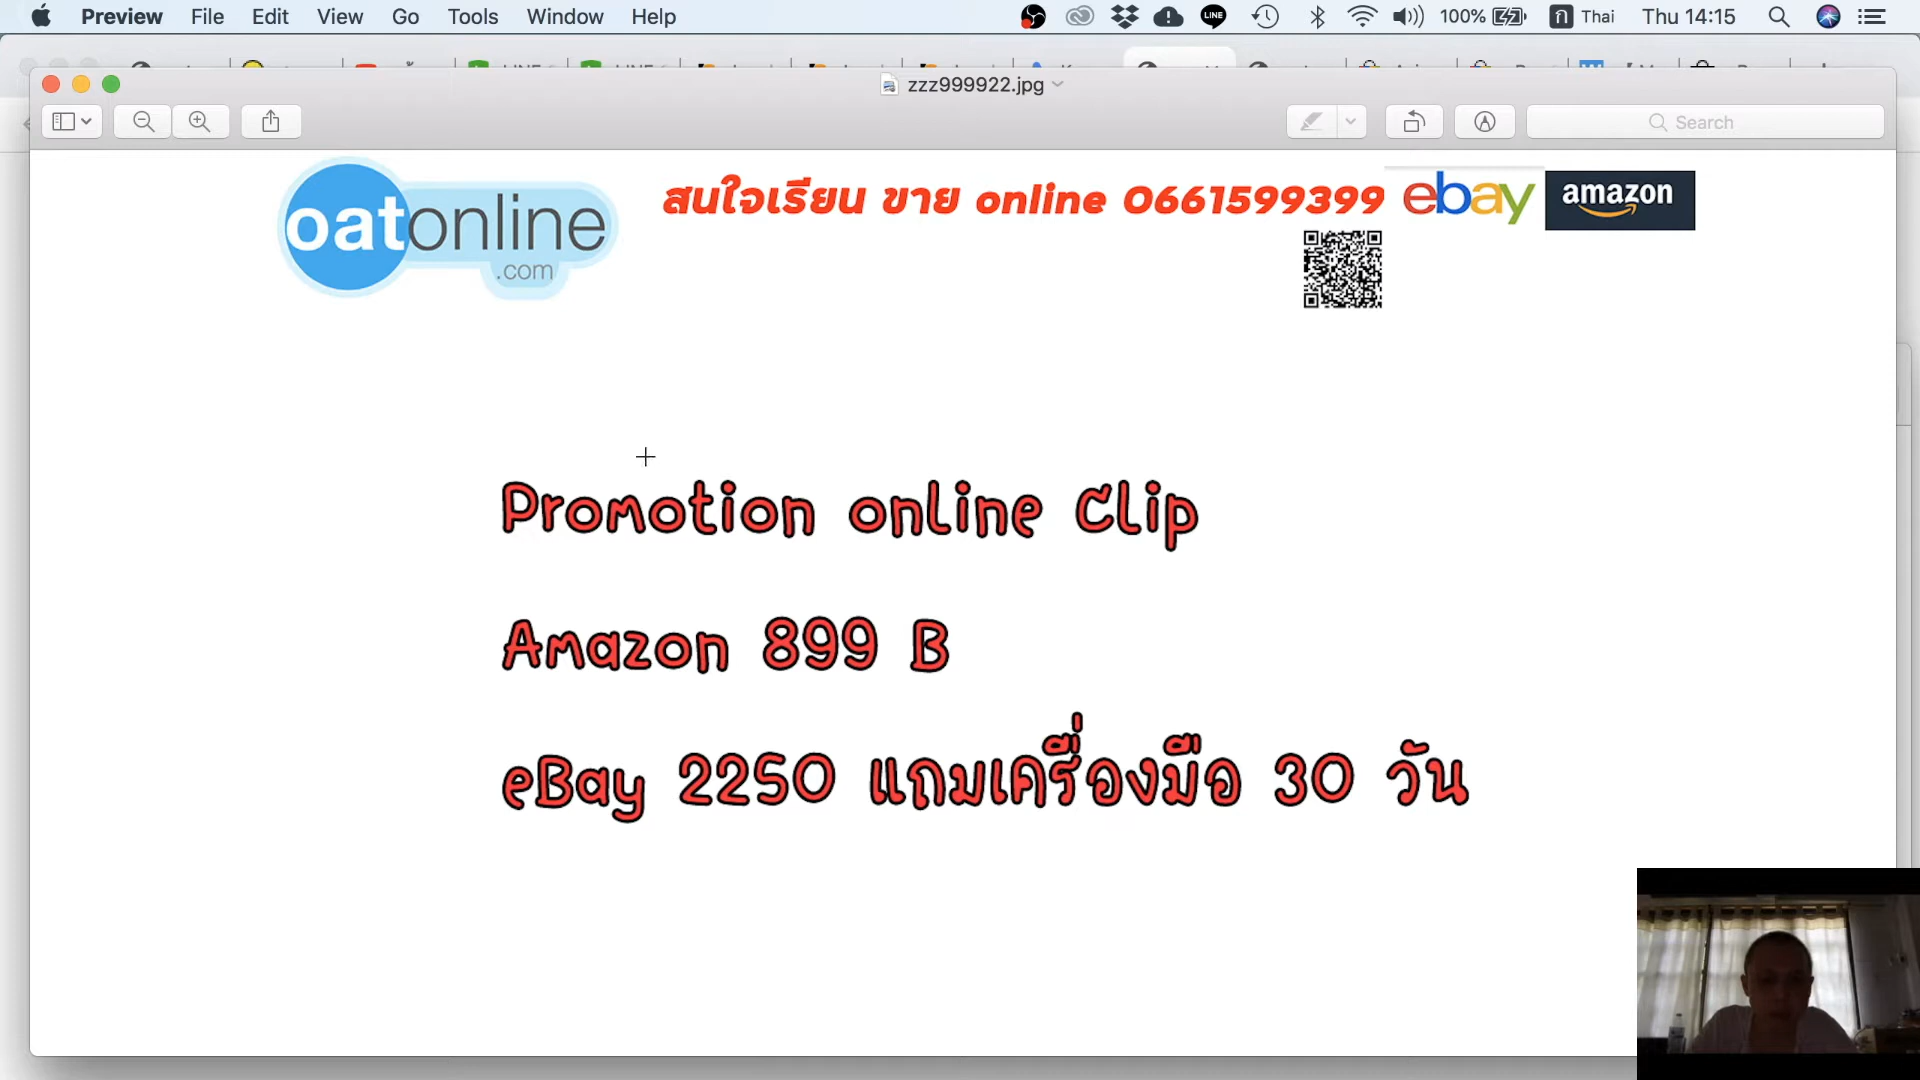 Preview File Edit View Go Tools Window Help LINE 100% ก Thai Thu 14:15
zzz999922.jpg
Search
oatonline
.com
สนใจเรียน ขาย online 0661599399
ebay
amazon
Promotion online Clip
Amazon 899 B
eBay 2250 แถมเครื่องมือ 30 วัน